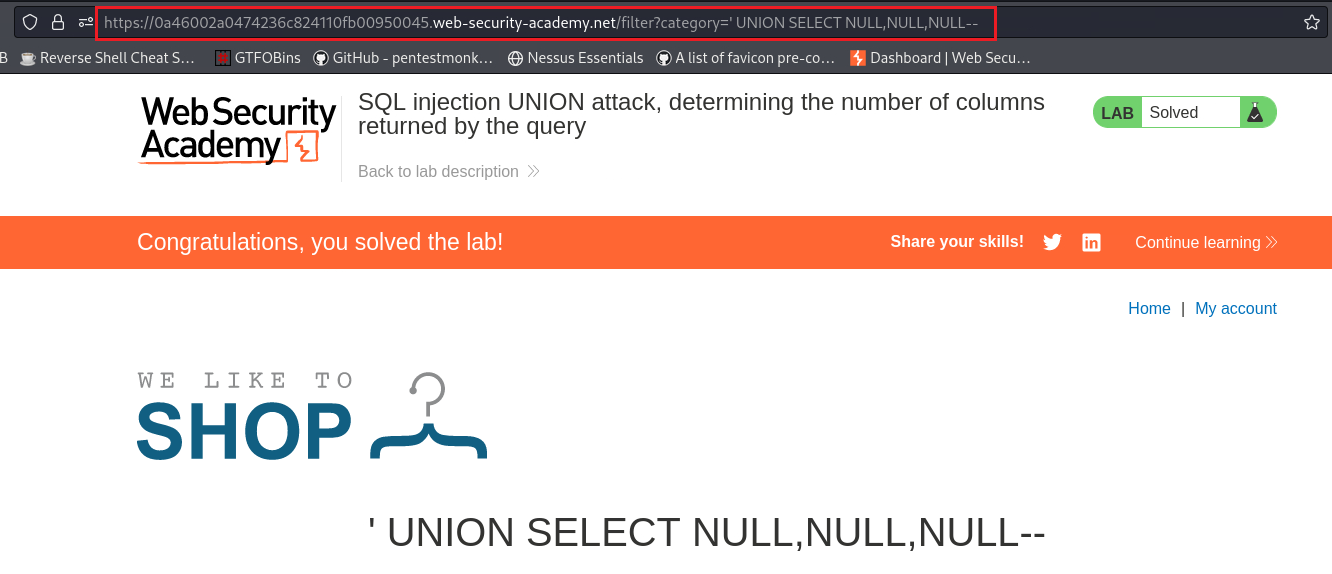 https://0a46002a0474236c824110fb00950045.web-security-academy.net/filter?category=' UNION SELECT NULL,NULL,NULL--
B Reverse Shell Cheat S... GTFOBins GitHub - pentestmonk... Nessus Essentials A list of favicon pre-co... Dashboard | Web Secu...
Web Security
Academy
SQL injection UNION attack, determining the number of columns
returned by the query
LAB Solved
Back to lab description
Congratulations, you solved the lab! Share your skills! Continue learning
Home | My account
WE LIKE TO
SHOP
' UNION SELECT NULL,NULL,NULL--